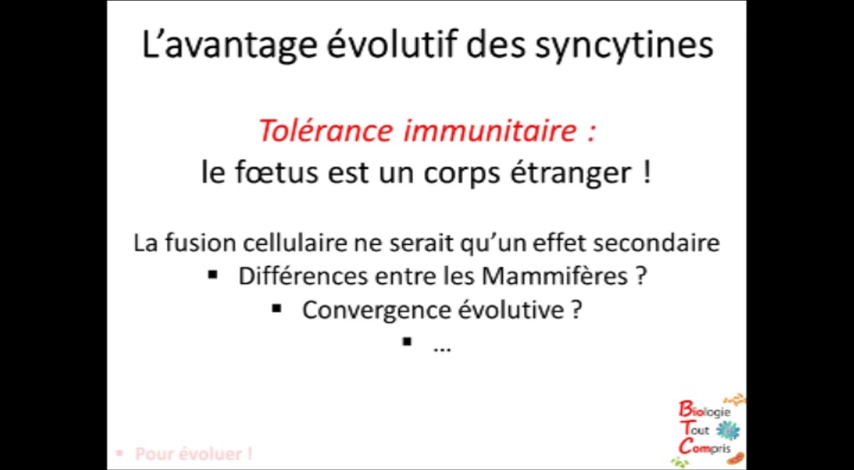 L'avantage évolutif des syncytines
Tolérance immunitaire :
le fœtus est un corps étranger !
La fusion cellulaire ne serait qu'un effet secondaire
▪ Différences entre les Mammifères ?
▪ Convergence évolutive ?
▪ ...
Biologie
Tout
Compris
▪ Pour évoluer !